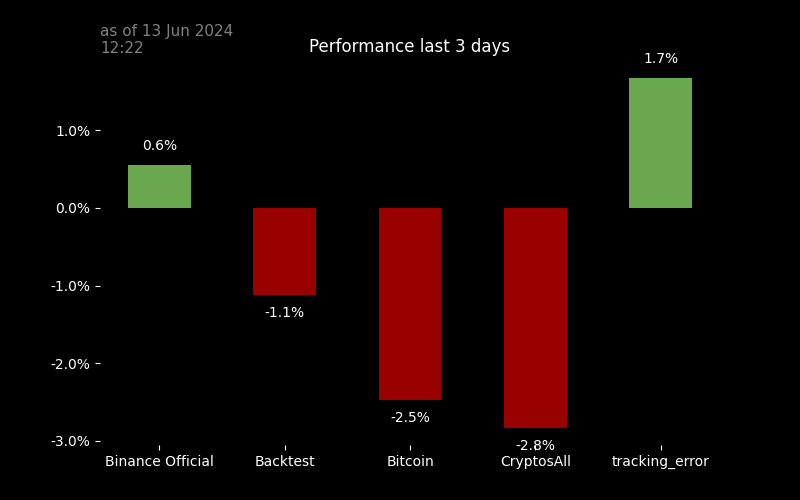 as of 13 Jun 2024
12:22
Performance last 3 days
1.7%
1.0%
0.6%
0.0%
-1.0%
-1.1%
-2.0%
-2.5%
-3.0%
-2.8%
Binance Official
Backtest
Bitcoin
CryptosAll
tracking_error